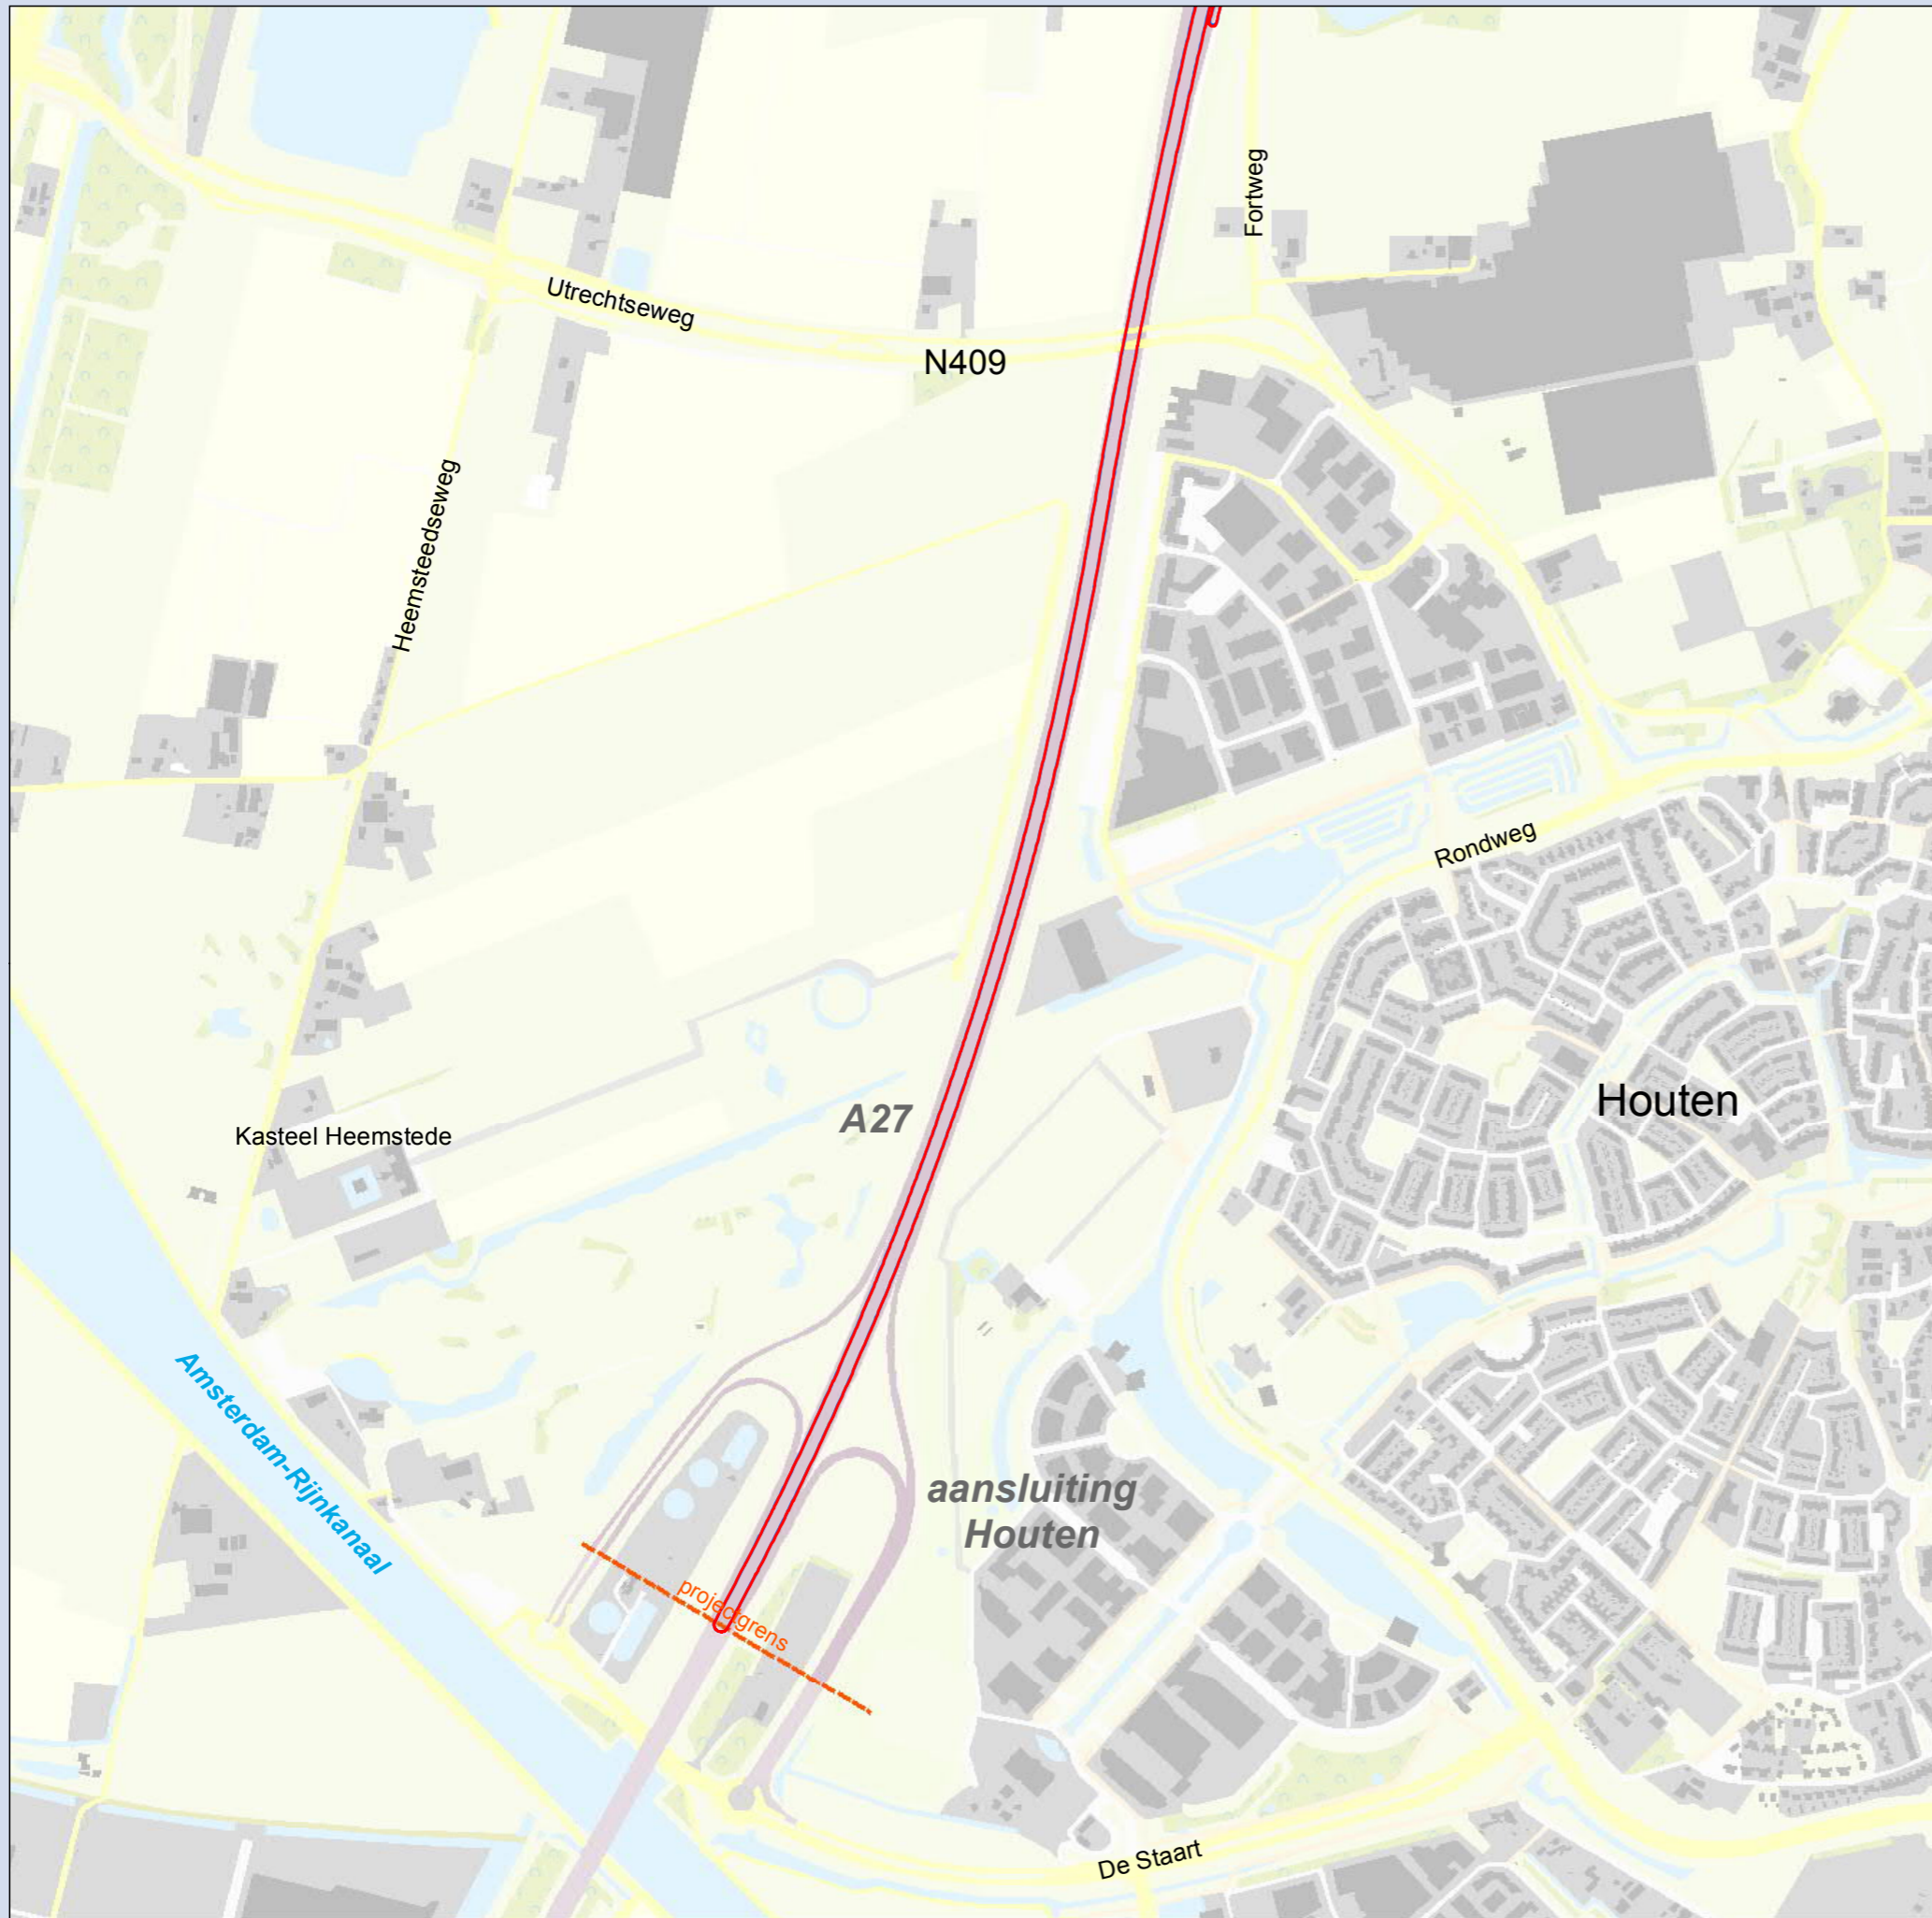 Fortweg
Utrechtseweg
N409
Heemsteedseweg
Rondweg
Houten
A27
Kasteel Heemstede
Amsterdam-Rijnkanaal
aansluiting
Houten
projectgrens
De Staart